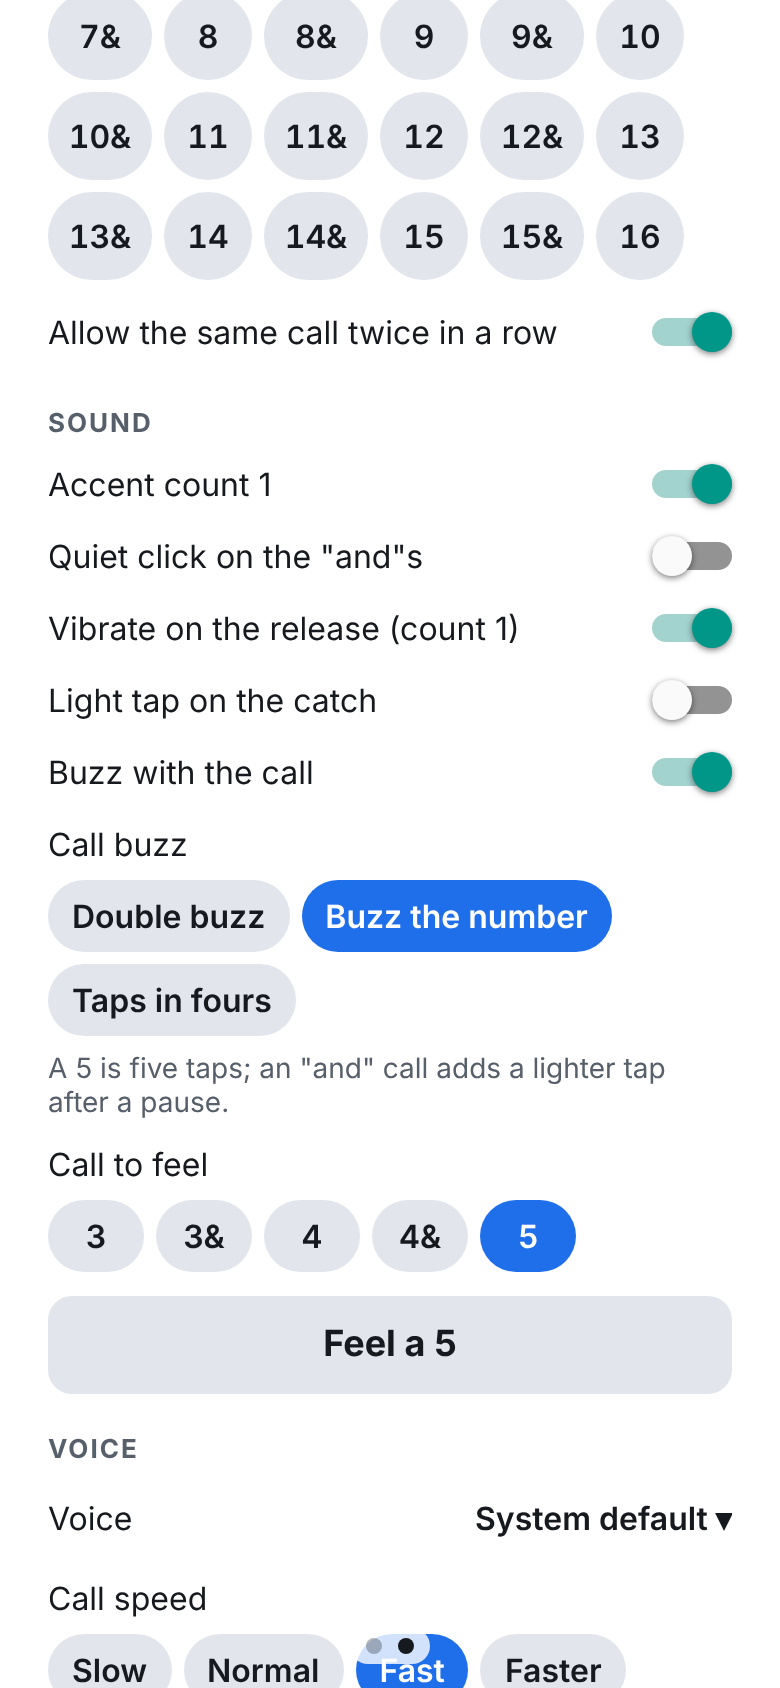 7& 8 8& 9 9& 10
10& 11 11& 12 12& 13
13& 14 14& 15 15& 16
Allow the same call twice in a row
SOUND
Accent count 1
Quiet click on the "and"s
Vibrate on the release (count 1)
Light tap on the catch
Buzz with the call
Call buzz
Double buzz Buzz the number
Taps in fours
A 5 is five taps; an "and" call adds a lighter tap
after a pause.
Call to feel
3 3& 4 4& 5
Feel a 5
VOICE
Voice System default ▾
Call speed
Slow Normal Fast Faster